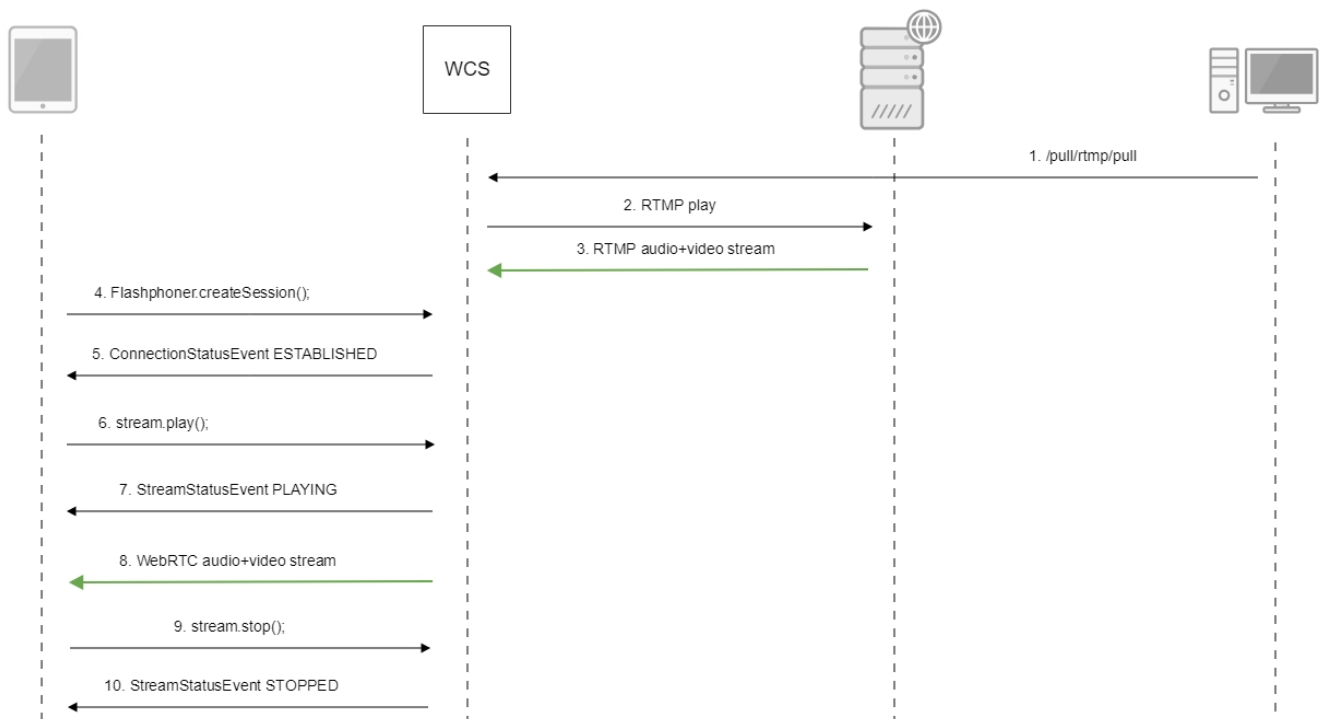 WCS
1. /pull/rtmp/pull
2. RTMP play
3. RTMP audio+video stream
4. Flashphoner.createSession();
5. ConnectionStatusEvent ESTABLISHED
6. stream.play();
7. StreamStatusEvent PLAYING
8. WebRTC audio+video stream
9. stream.stop();
10. StreamStatusEvent STOPPED